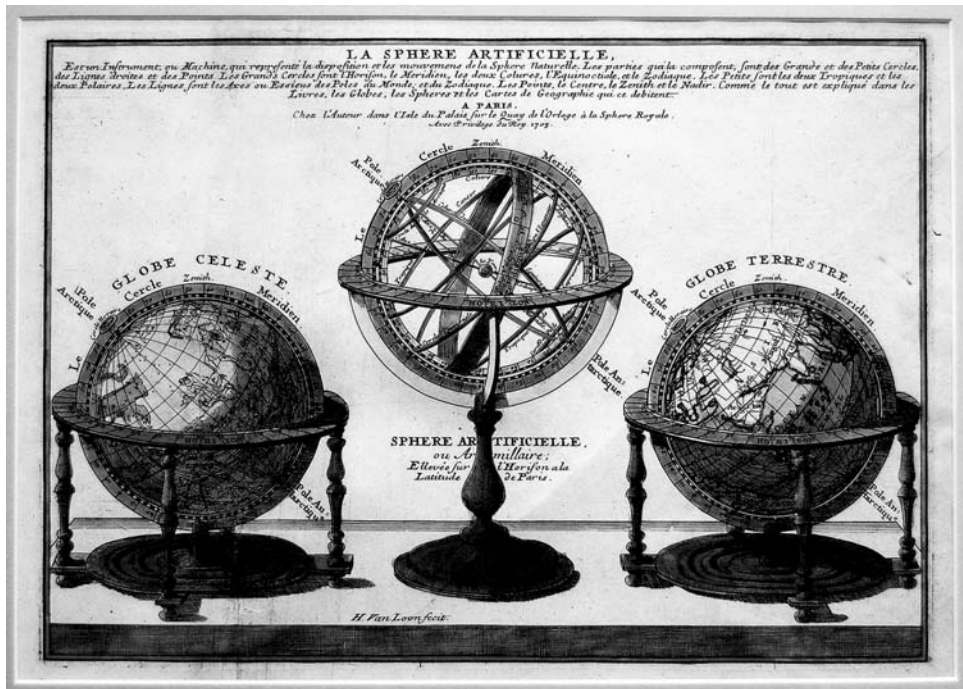 LA SPHERE ARTIFICIELLE,
Est un Instrument, ou Machine, qui represente la disposition et les mouvemens de la Sphere Naturelle. Les parties qui la composent, sont des Grands et des Petits Cercles,
des Lignes droites et des Points. Les Grands Cercles sont l'Horison, le Meridien, les deux Colures, l'Equinoctiale, et le Zodiaque. Les Petits sont les deux Tropiques et les
deux Polaires, Les Lignes sont les Axes ou Essieus des Poles du Monde, et du Zodiaque. Les Points, le Centre, le Zenith et le Nadir. Comme le tout est expliqué dans les
Livres, les Globes, les Spheres et les Cartes de Geographie qui ce debitent.
A PARIS.
Chez L'Auteur dans L'Isle du Palais sur le Quay de l'Orloge à la Sphere Royale.
Avec Privilege du Roy. 1703.
Le Cercle Zenith. Meridien
Pole Arctique
HORISON
Pole Antarctique
GLOBE CELESTE
Le Cercle Zenith. Meridien.
Pole Arctique
HORISON
Pole Antarctique
GLOBE TERRESTRE.
Le Cercle Zenith. Meridien
Pole Arctique
HORISON
Pole Antarctique
SPHERE ARTIFICIELLE,
ou Armillaire;
Ellevée sur l'Horison a la
Latitude de Paris.
H. Van Loon fecit.